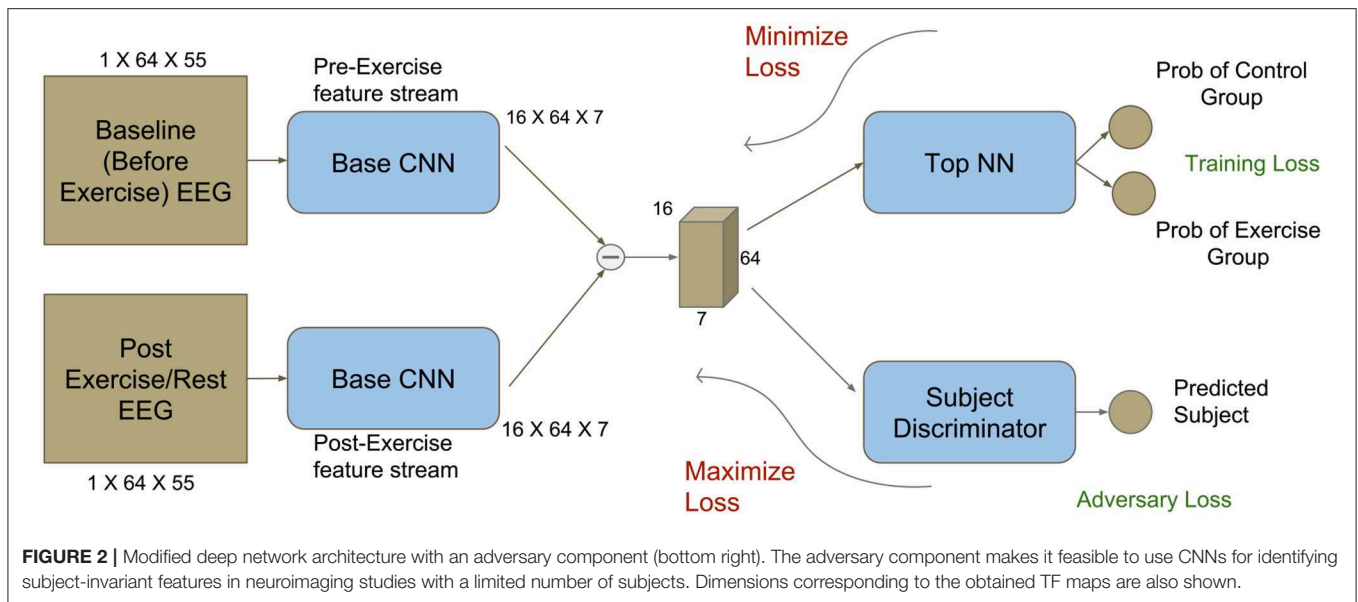 1 X 64 X 55
Baseline
(Before
Exercise) EEG
Pre-Exercise
feature stream
Base CNN
16 X 64 X 7
Post
Exercise/Rest
EEG
1 X 64 X 55
Base CNN
Post-Exercise
feature stream
16 X 64 X 7
16
64
7
Minimize
Loss
Top NN
Prob of Control
Group
Training Loss
Prob of Exercise
Group
Maximize
Loss
Subject
Discriminator
Predicted
Subject
Adversary Loss
FIGURE 2 | Modified deep network architecture with an adversary component (bottom right). The adversary component makes it feasible to use CNNs for identifying
subject-invariant features in neuroimaging studies with a limited number of subjects. Dimensions corresponding to the obtained TF maps are also shown.